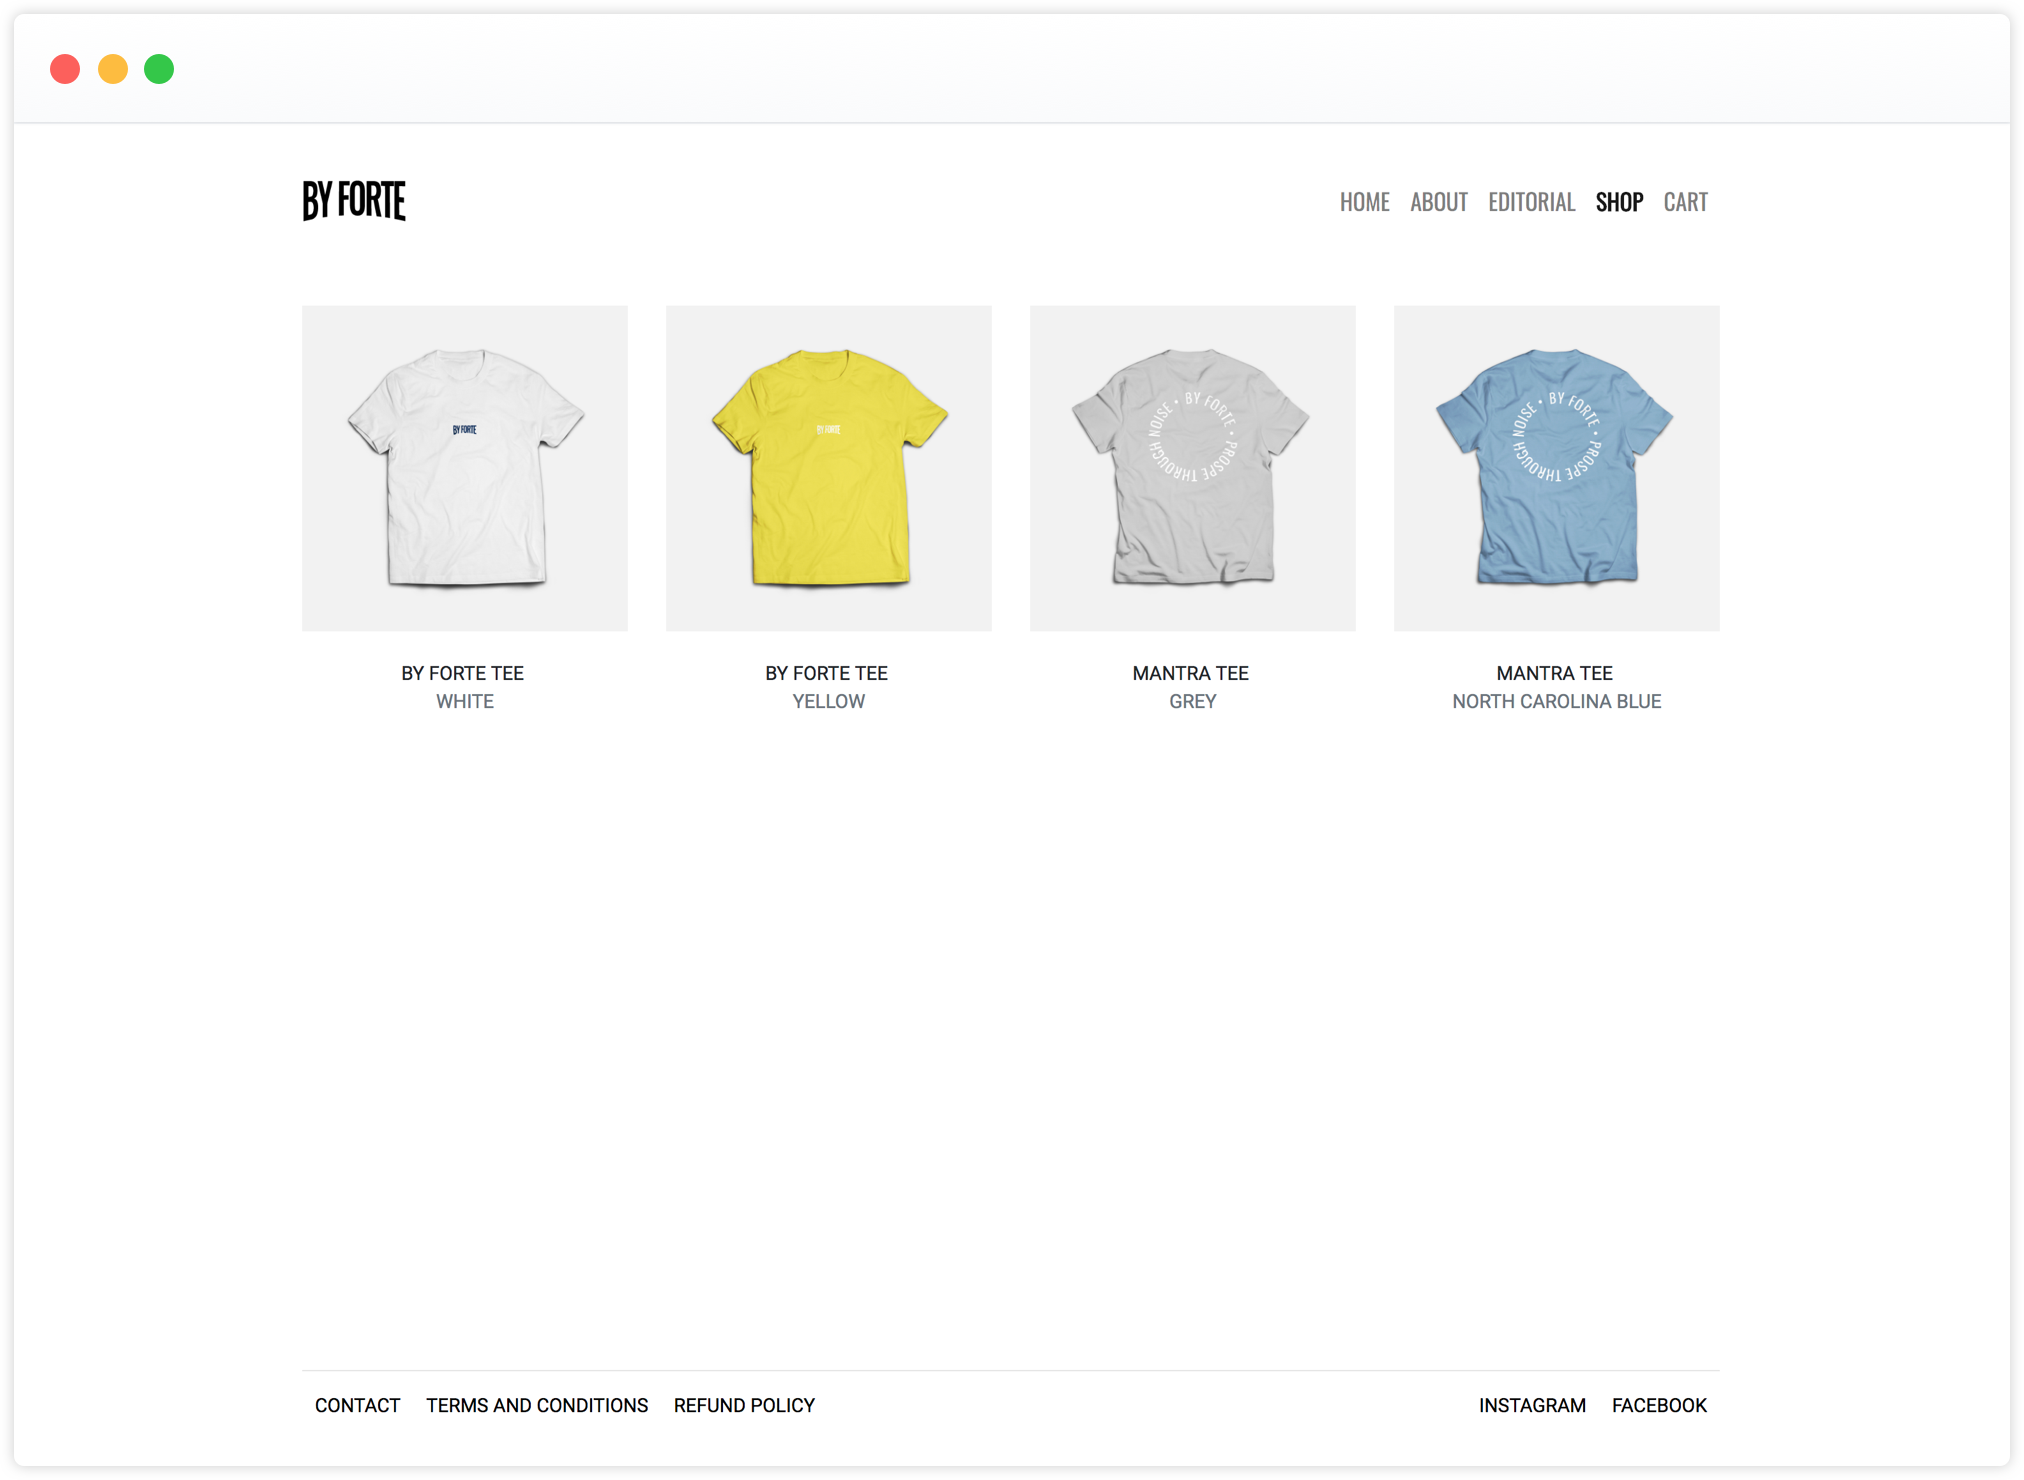 BY FORTE
HOME ABOUT EDITORIAL SHOP CART
BY FORTE
BY FORTE
BY FORTE • PROSPE THROUGH NOISE •
BY FORTE • PROSPE THROUGH NOISE •
BY FORTE TEE
WHITE
BY FORTE TEE
YELLOW
MANTRA TEE
GREY
MANTRA TEE
NORTH CAROLINA BLUE
CONTACT TERMS AND CONDITIONS REFUND POLICY
INSTAGRAM FACEBOOK